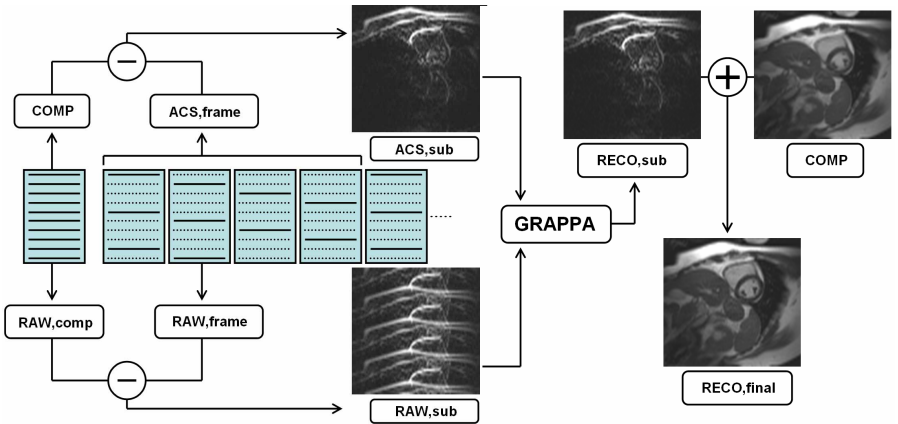 COMP
ACS,frame
ACS,sub
RECO,sub
COMP
GRAPPA
RAW,comp
RAW,frame
RAW,sub
RECO,final